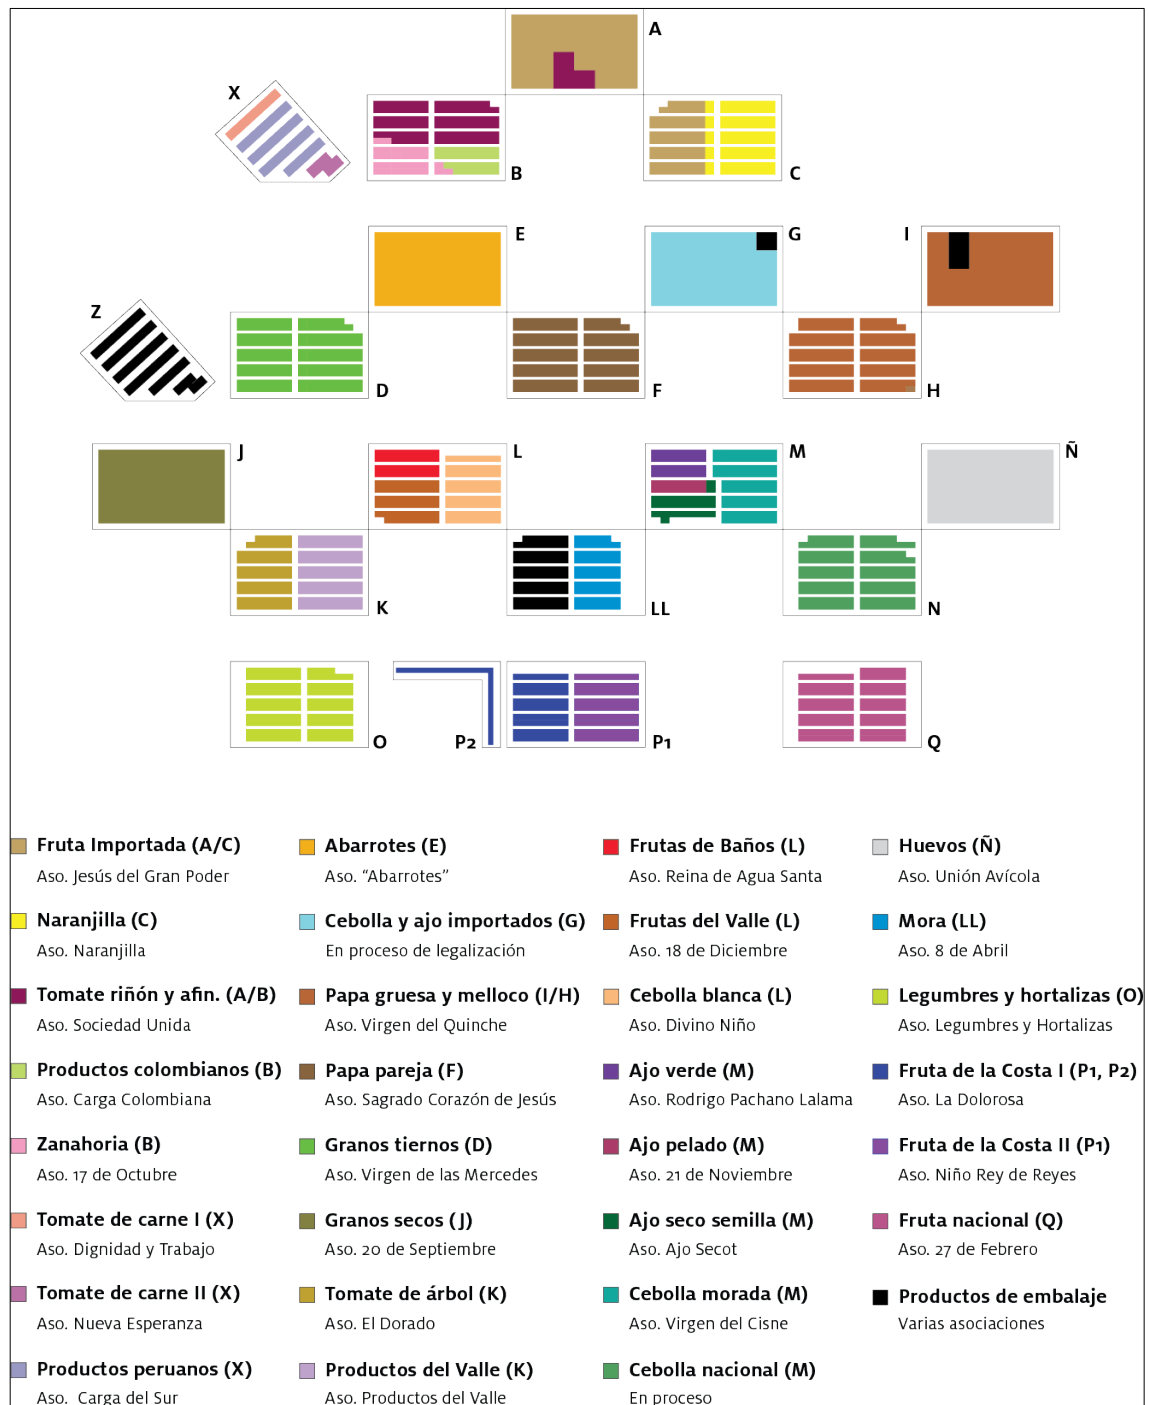 A
X
B
C
E
G
I
Z
D
F
H
J
L
M
Ñ
K
LL
N
O
P2
P1
Q
Fruta Importada (A/C)
Aso. Jesús del Gran Poder
Naranjilla (C)
Aso. Naranjilla
Tomate riñón y afin. (A/B)
Aso. Sociedad Unida
Productos colombianos (B)
Aso. Carga Colombiana
Zanahoria (B)
Aso. 17 de Octubre
Tomate de carne I (X)
Aso. Dignidad y Trabajo
Tomate de carne II (X)
Aso. Nueva Esperanza
Productos peruanos (X)
Aso. Carga del Sur
Abarrotes (E)
Aso. “Abarrotes”
Cebolla y ajo importados (G)
En proceso de legalización
Papa gruesa y melloco (I/H)
Aso. Virgen del Quinche
Papa pareja (F)
Aso. Sagrado Corazón de Jesús
Granos tiernos (D)
Aso. Virgen de las Mercedes
Granos secos (J)
Aso. 20 de Septiembre
Tomate de árbol (K)
Aso. El Dorado
Productos del Valle (K)
Aso. Productos del Valle
Frutas de Baños (L)
Aso. Reina de Agua Santa
Frutas del Valle (L)
Aso. 18 de Diciembre
Cebolla blanca (L)
Aso. Divino Niño
Ajo verde (M)
Aso. Rodrigo Pachano Lalama
Ajo pelado (M)
Aso. 21 de Noviembre
Ajo seco semilla (M)
Aso. Ajo Secot
Cebolla morada (M)
Aso. Virgen del Cisne
Cebolla nacional (M)
En proceso
Huevos (Ñ)
Aso. Unión Avícola
Mora (LL)
Aso. 8 de Abril
Legumbres y hortalizas (O)
Aso. Legumbres y Hortalizas
Fruta de la Costa I (P1, P2)
Aso. La Dolorosa
Fruta de la Costa II (P1)
Aso. Niño Rey de Reyes
Fruta nacional (Q)
Aso. 27 de Febrero
Productos de embalaje
Varias asociaciones